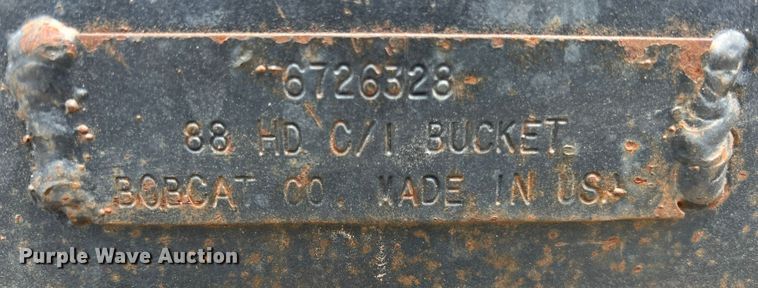 6726328
88 HD C/I BUCKET
BOBCAT CO. MADE IN USA
Purple Wave Auction®